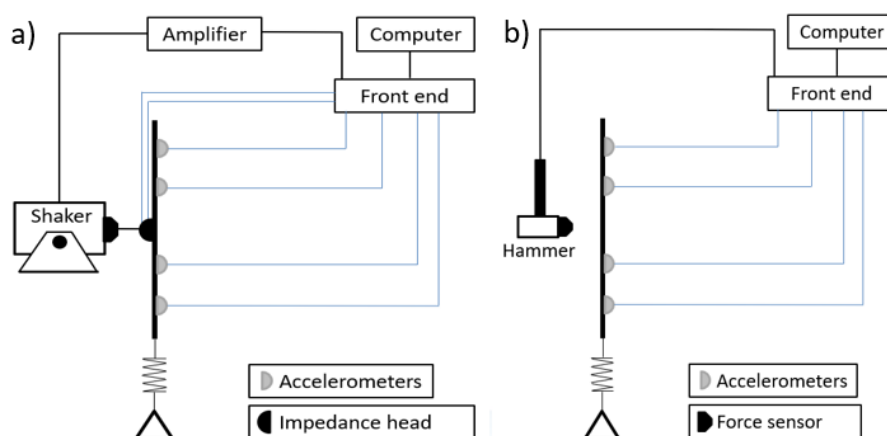 a)
Amplifier
Computer
Front end
Shaker
Accelerometers
Impedance head
b)
Computer
Front end
Hammer
Accelerometers
Force sensor